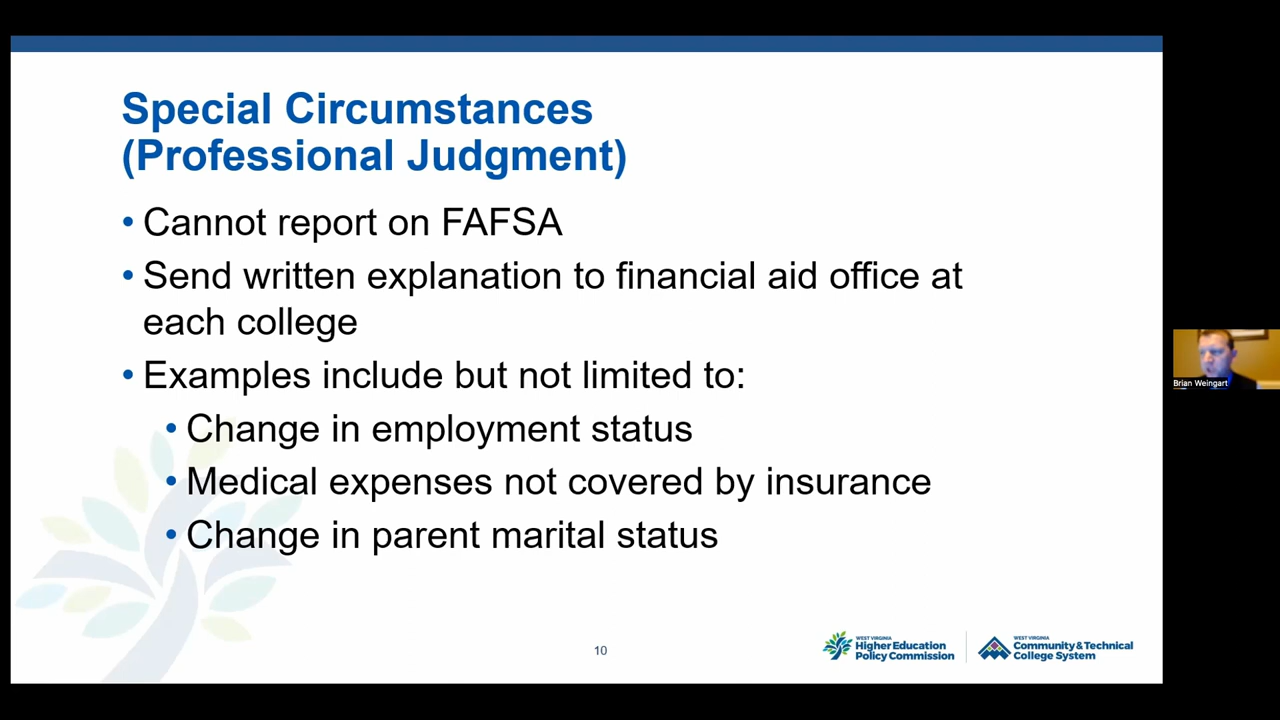 Special Circumstances
(Professional Judgment)
• Cannot report on FAFSA
• Send written explanation to financial aid office at
each college
• Examples include but not limited to:
• Change in employment status
• Medical expenses not covered by insurance
• Change in parent marital status
10
WEST VIRGINIA
Higher Education
Policy Commission
WEST VIRGINIA
Community & Technical
College System
Brian Weingart